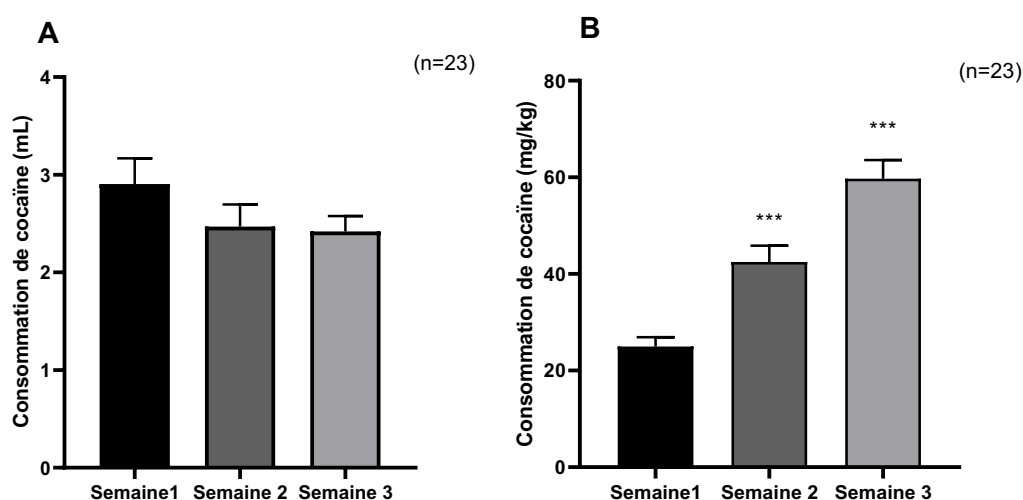 A
(n=23)
Consommation de cocaïne (mL)
4
3
2
1
0
Semaine1 Semaine 2 Semaine 3
B
(n=23)
Consommation de cocaïne (mg/kg)
80
60
40
20
0
***
***
Semaine1 Semaine 2 Semaine 3